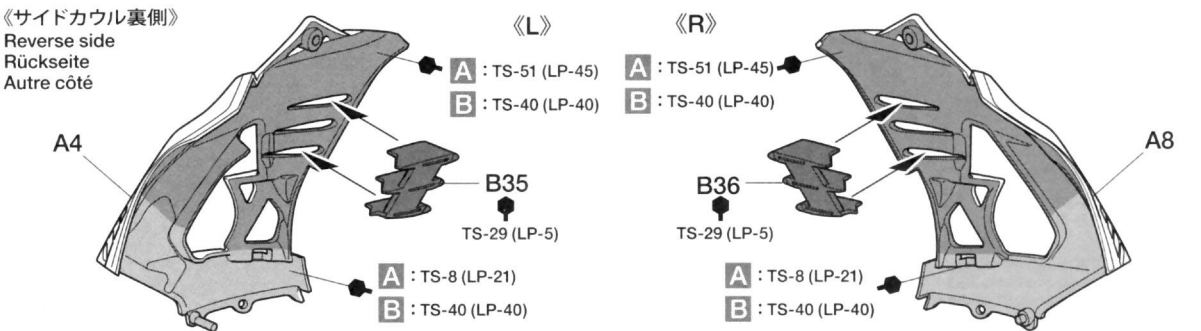 《サイドカウル裏側》
Reverse side
Rückseite
Autre côté
《L》
《R》
A : TS-51 (LP-45)
B : TS-40 (LP-40)
A : TS-51 (LP-45)
B : TS-40 (LP-40)
A4
A8
B35
TS-29 (LP-5)
B36
TS-29 (LP-5)
A : TS-8 (LP-21)
B : TS-40 (LP-40)
A : TS-8 (LP-21)
B : TS-40 (LP-40)